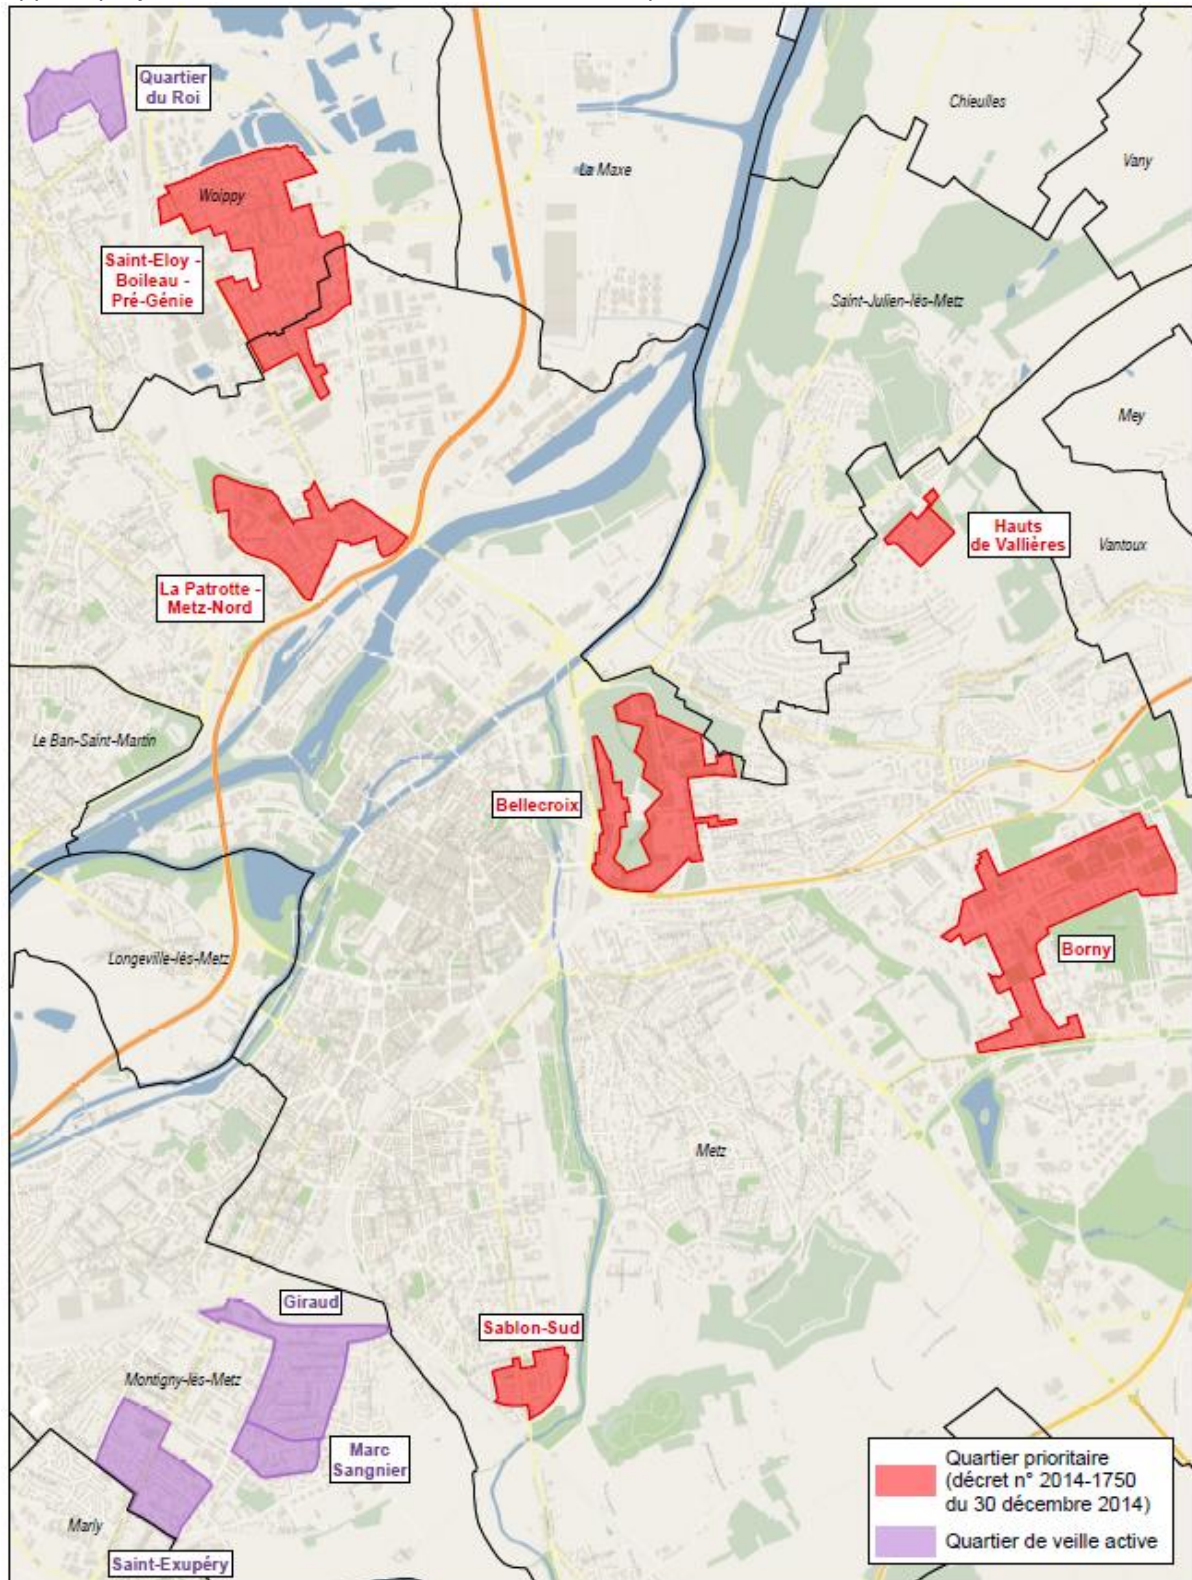 Quartier
du Roi
Chieulles
Vany
La Maxe
Woippy
Saint-Eloy -
Boileau -
Pré-Génie
Saint-Julien-lès-Metz
Mey
Hauts
de Vallières
Vantoux
La Patrotte -
Metz-Nord
Le Ban-Saint-Martin
Bellecroix
Borny
Longeville-lès-Metz
Metz
Giraud
Sablon-Sud
Montigny-lès-Metz
Marc
Sangnier
Marly
Saint-Exupéry
Quartier prioritaire
(décret n° 2014-1750
du 30 décembre 2014)
Quartier de veille active